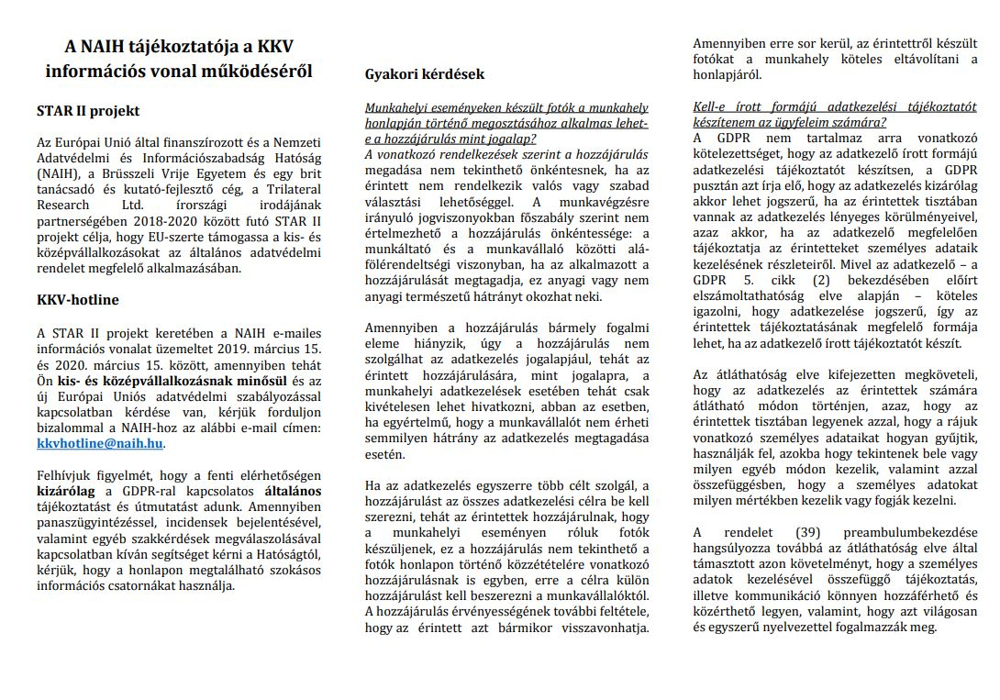 A NAIH tájékoztatója a KKV
információs vonal működéséről
STAR II projekt
Az Európai Unió által finanszírozott és a Nemzeti
Adatvédelmi és Információszabadság Hatóság
(NAIH), a Brüsszeli Vrije Egyetem és egy brit
tanácsadó és kutató-fejlesztő cég, a Trilateral
Research Ltd. írországi irodájának
partnerségében 2018-2020 között futó STAR II
projekt célja, hogy EU-szerte támogassa a kis- és
középvállalkozásokat az általános adatvédelmi
rendelet megfelelő alkalmazásában.
KKV-hotline
A STAR II projekt keretében a NAIH e-mailes
információs vonalat üzemeltet 2019. március 15.
és 2020. március 15. között, amennyiben tehát
Ön kis- és középvállalkozásnak minősül és az
új Európai Uniós adatvédelmi szabályozással
kapcsolatban kérdése van, kérjük forduljon
bizalommal a NAIH-hoz az alábbi e-mail címen:
kkvhotline@naih.hu.
Felhívjuk figyelmét, hogy a fenti elérhetőségen
kizárólag a GDPR-ral kapcsolatos általános
tájékoztatást és útmutatást adunk. Amennyiben
panaszügyintézéssel, incidensek bejelentésével,
valamint egyéb szakkérdések megválaszolásával
kapcsolatban kíván segítséget kérni a Hatóságtól,
kérjük, hogy a honlapon megtalálható szokásos
információs csatornákat használja.
Gyakori kérdések
Munkahelyi eseményeken készült fotók a munkahely
honlapján történő megosztásához alkalmas lehet-
e a hozzájárulás mint jogalap?
A vonatkozó rendelkezések szerint a hozzájárulás
megadása nem tekinthető önkéntesnek, ha az
érintett nem rendelkezik valós vagy szabad
választási lehetőséggel. A munkavégzésre
irányuló jogviszonyokban főszabály szerint nem
értelmezhető a hozzájárulás önkéntessége: a
munkáltató és a munkavállaló közötti alá-
fölérendeltségi viszonyban, ha az alkalmazott a
hozzájárulását megtagadja, ez anyagi vagy nem
anyagi természetű hátrányt okozhat neki.
Amennyiben a hozzájárulás bármely fogalmi
eleme hiányzik, úgy a hozzájárulás nem
szolgálhat az adatkezelés jogalapjául, tehát az
érintett hozzájárulására, mint jogalapra, a
munkahelyi adatkezelések esetében tehát csak
kivételesen lehet hivatkozni, abban az esetben,
ha egyértelmű, hogy a munkavállalót nem érheti
semmilyen hátrány az adatkezelés megtagadása
esetén.
Ha az adatkezelés egyszerre több célt szolgál, a
hozzájárulást az összes adatkezelési célra be kell
szerezni, tehát az érintettek hozzájárulnak, hogy
a munkahelyi eseményen róluk fotók
készüljenek, ez a hozzájárulás nem tekinthető a
fotók honlapon történő közzétételére vonatkozó
hozzájárulásnak is egyben, erre a célra külön
hozzájárulást kell beszerezni a munkavállalóktól.
A hozzájárulás érvényességének további feltétele,
hogy az érintett azt bármikor visszavonhatja.
Amennyiben erre sor kerül, az érintettről készült
fotókat a munkahely köteles eltávolítani a
honlapjáról.
Kell-e írott formájú adatkezelési tájékoztatót
készítenem az ügyfeleim számára?
A GDPR nem tartalmaz arra vonatkozó
kötelezettséget, hogy az adatkezelő írott formájú
adatkezelési tájékoztatót készítsen, a GDPR
pusztán azt írja elő, hogy az adatkezelés kizárólag
akkor lehet jogszerű, ha az érintettek tisztában
vannak az adatkezelés lényeges körülményeivel,
azaz akkor, ha az adatkezelő megfelelően
tájékoztatja az érintetteket személyes adataik
kezelésének részleteiről. Mivel az adatkezelő – a
GDPR 5. cikk (2) bekezdésében előírt
elszámoltathatóság elve alapján – köteles
igazolni, hogy adatkezelése jogszerű, így az
érintettek tájékoztatásának megfelelő formája
lehet, ha az adatkezelő írott tájékoztatót készít.
Az átláthatóság elve kifejezetten megköveteli,
hogy az adatkezelés az érintettek számára
átlátható módon történjen, azaz, hogy az
érintettek tisztában legyenek azzal, hogy a rájuk
vonatkozó személyes adataikat hogyan gyűjtik,
használják fel, azokba hogy tekintenek bele vagy
milyen egyéb módon kezelik, valamint azzal
összefüggésben, hogy a személyes adatokat
milyen mértékben kezelik vagy fogják kezelni.
A rendelet (39) preambulumbekezdése
hangsúlyozza továbbá az átláthatóság elve által
támasztott azon követelményt, hogy a személyes
adatok kezelésével összefüggő tájékoztatás,
illetve kommunikáció könnyen hozzáférhető és
közérthető legyen, valamint, hogy azt világosan
és egyszerű nyelvezettel fogalmazzák meg.